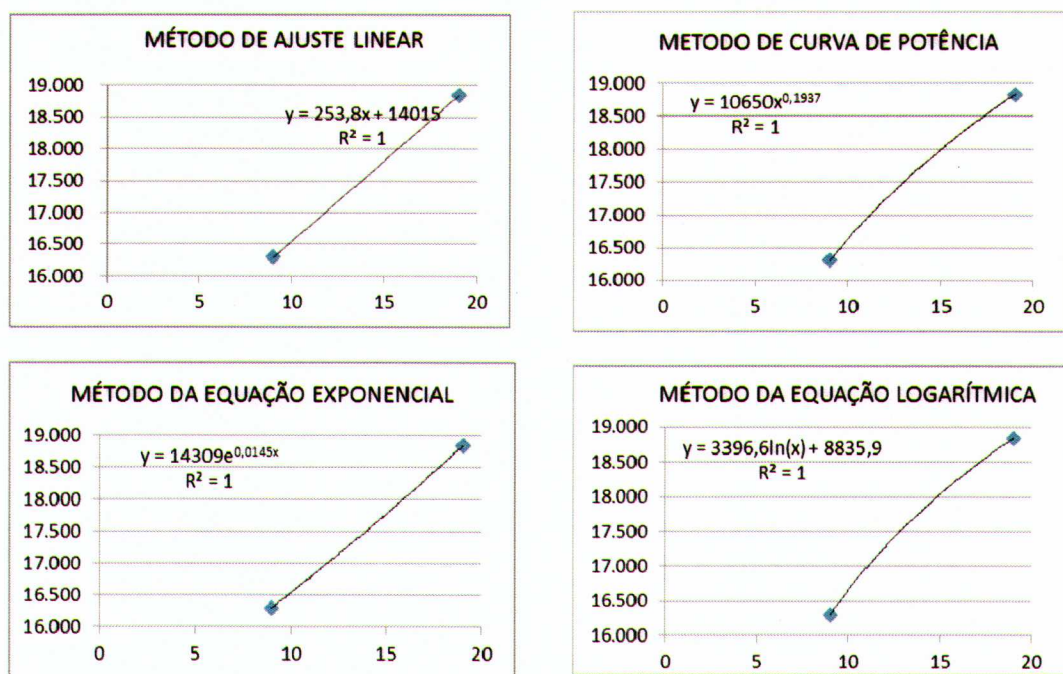 MÉTODO DE AJUSTE LINEAR
19.000
18.500
18.000
17.500
17.000
16.500
16.000
y = 253,8x + 14015
R² = 1
0 5 10 15 20
METODO DE CURVA DE POTÊNCIA
19.000
18.500
18.000
17.500
17.000
16.500
16.000
y = 10650x^0,1937
R² = 1
0 5 10 15 20
MÉTODO DA EQUAÇÃO EXPONENCIAL
19.000
18.500
18.000
17.500
17.000
16.500
16.000
y = 14309e^0,0145x
R² = 1
0 5 10 15 20
MÉTODO DA EQUAÇÃO LOGARÍTMICA
19.000
18.500
18.000
17.500
17.000
16.500
16.000
y = 3396,6ln(x) + 8835,9
R² = 1
0 5 10 15 20